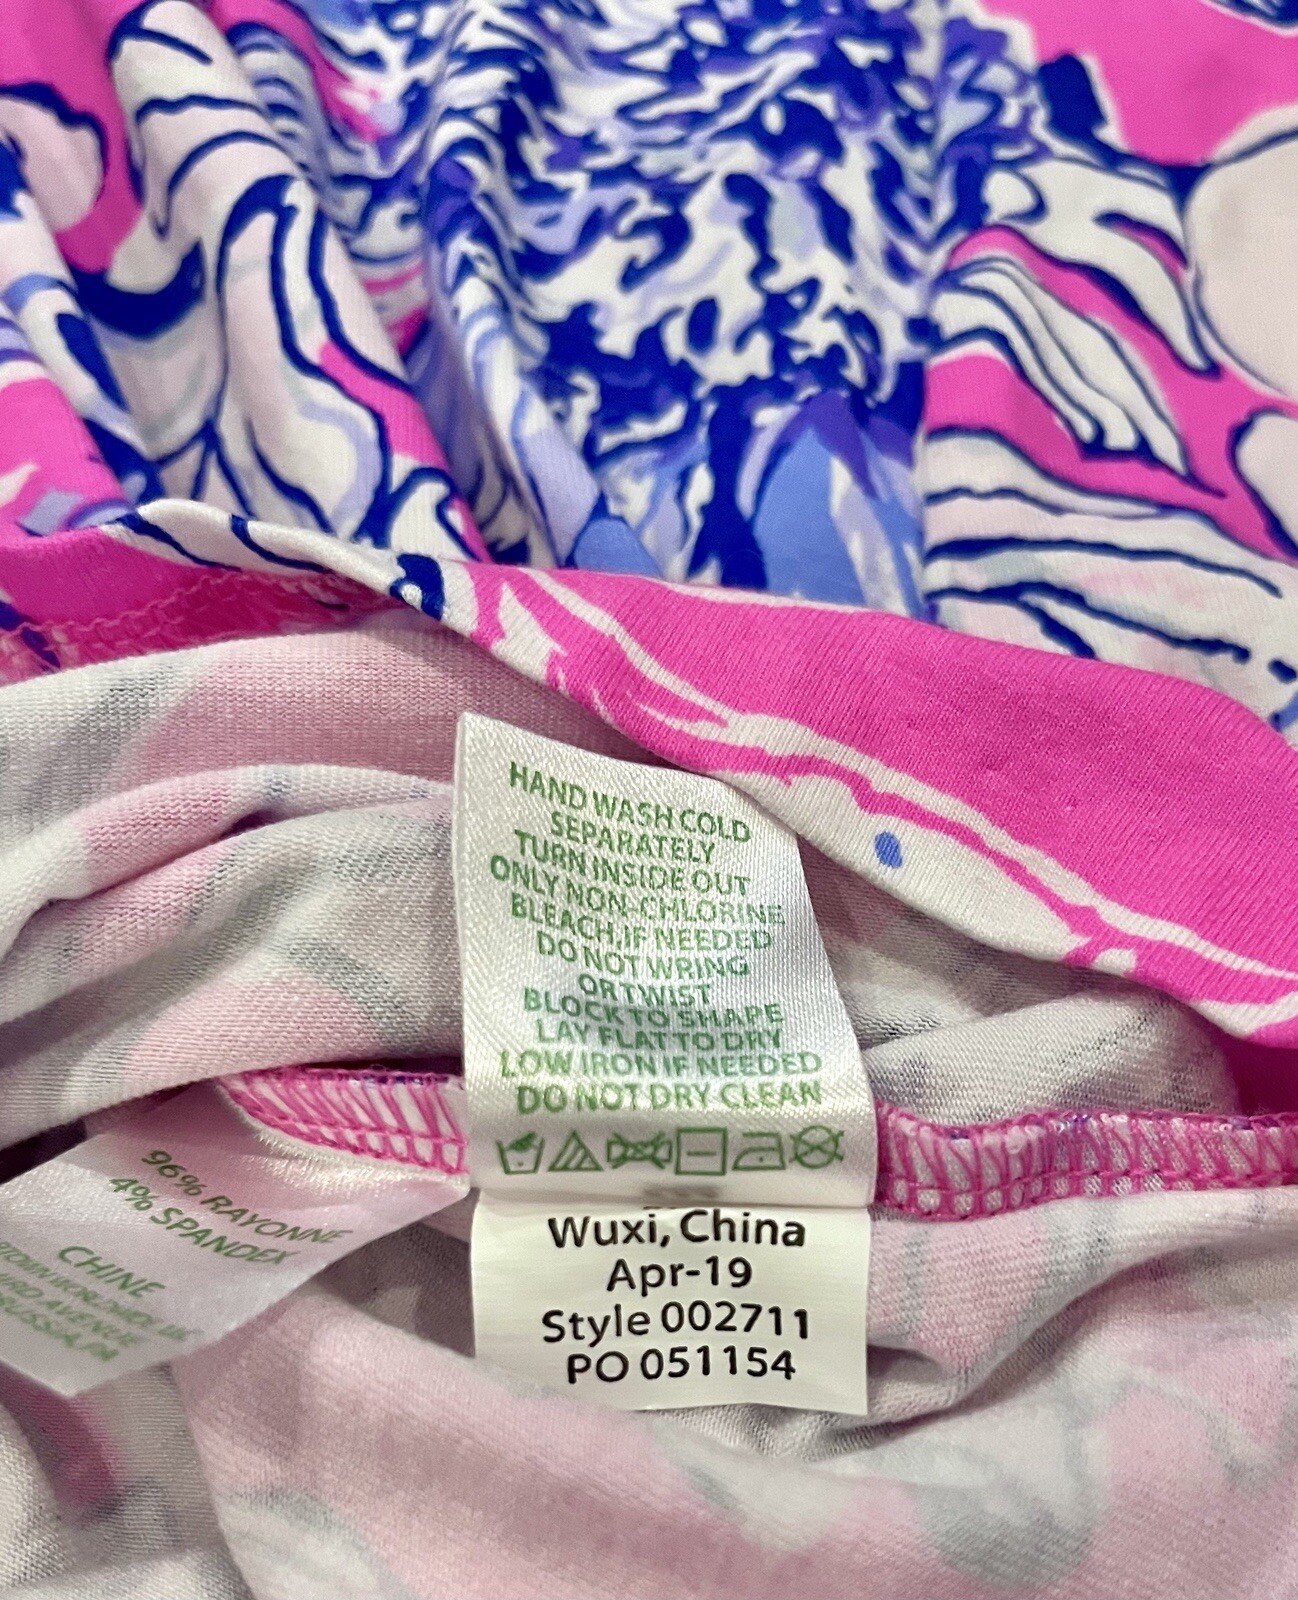 HAND WASH COLD
SEPARATELY
TURN INSIDE OUT
ONLY NON-CHLORINE
BLEACH, IF NEEDED
DO NOT WRING
OR TWIST
BLOCK TO SHAPE
LAY FLAT TO DRY
LOW IRON IF NEEDED
DO NOT DRY CLEAN
Wuxi, China
Apr-19
Style 002711
PO 051154
96% RAYONNE
4% SPANDEX
CHINE
AVENUE